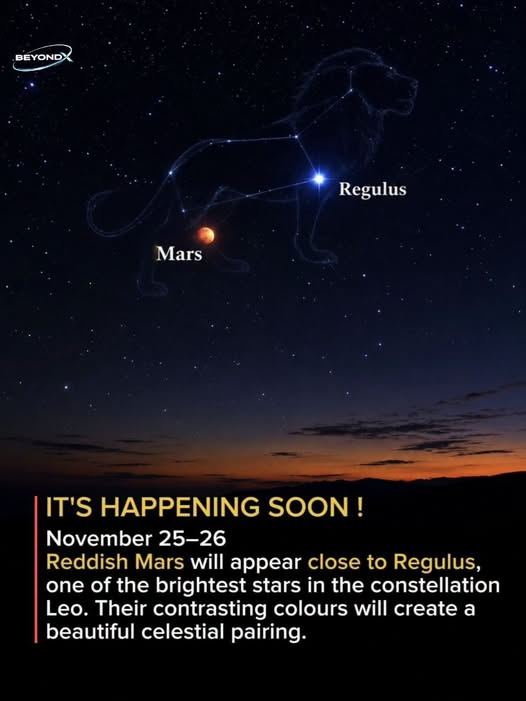 BEYONDX
Regulus
Mars
IT'S HAPPENING SOON !
November 25–26
Reddish Mars will appear close to Regulus,
one of the brightest stars in the constellation
Leo. Their contrasting colours will create a
beautiful celestial pairing.